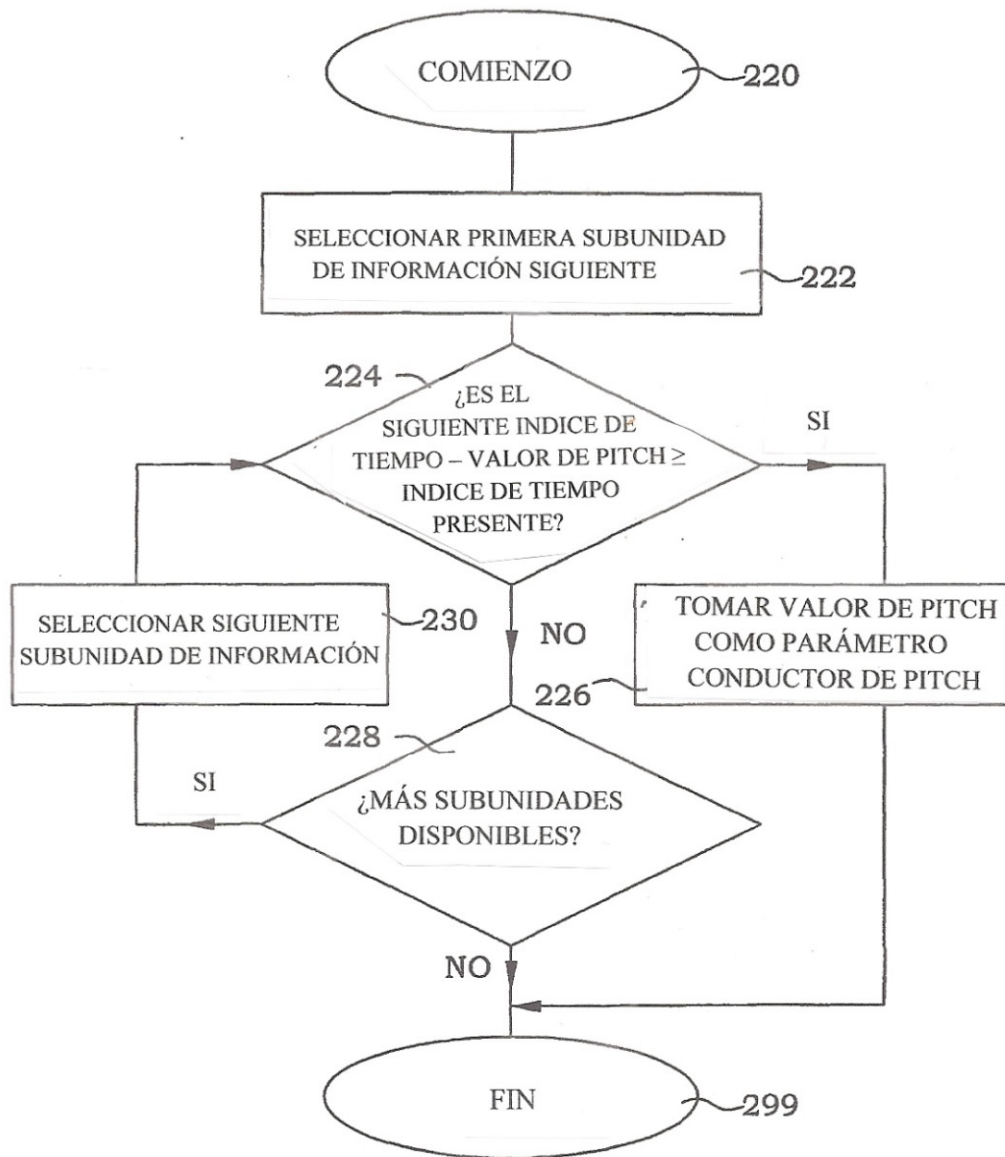 COMIENZO
220
SELECCIONAR PRIMERA SUBUNIDAD
DE INFORMACIÓN SIGUIENTE
222
224
¿ES EL
SIGUIENTE INDICE DE
TIEMPO – VALOR DE PITCH ≥
INDICE DE TIEMPO
PRESENTE?
SI
NO
SELECCIONAR SIGUIENTE
SUBUNIDAD DE INFORMACIÓN
230
TOMAR VALOR DE PITCH
COMO PARÁMETRO
CONDUCTOR DE PITCH
226
228
¿MÁS SUBUNIDADES
DISPONIBLES?
SI
NO
FIN
299